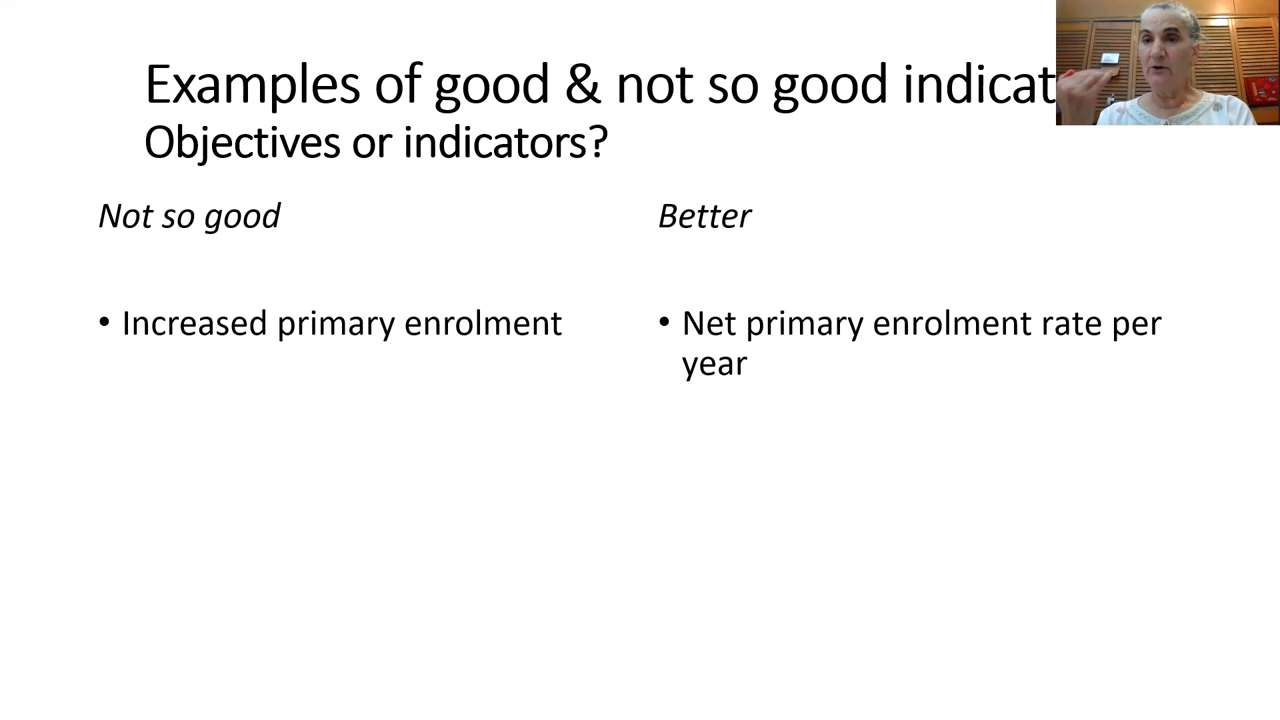 Examples of good & not so good indicat
Objectives or indicators?
Not so good
Better
• Increased primary enrolment
• Net primary enrolment rate per
year